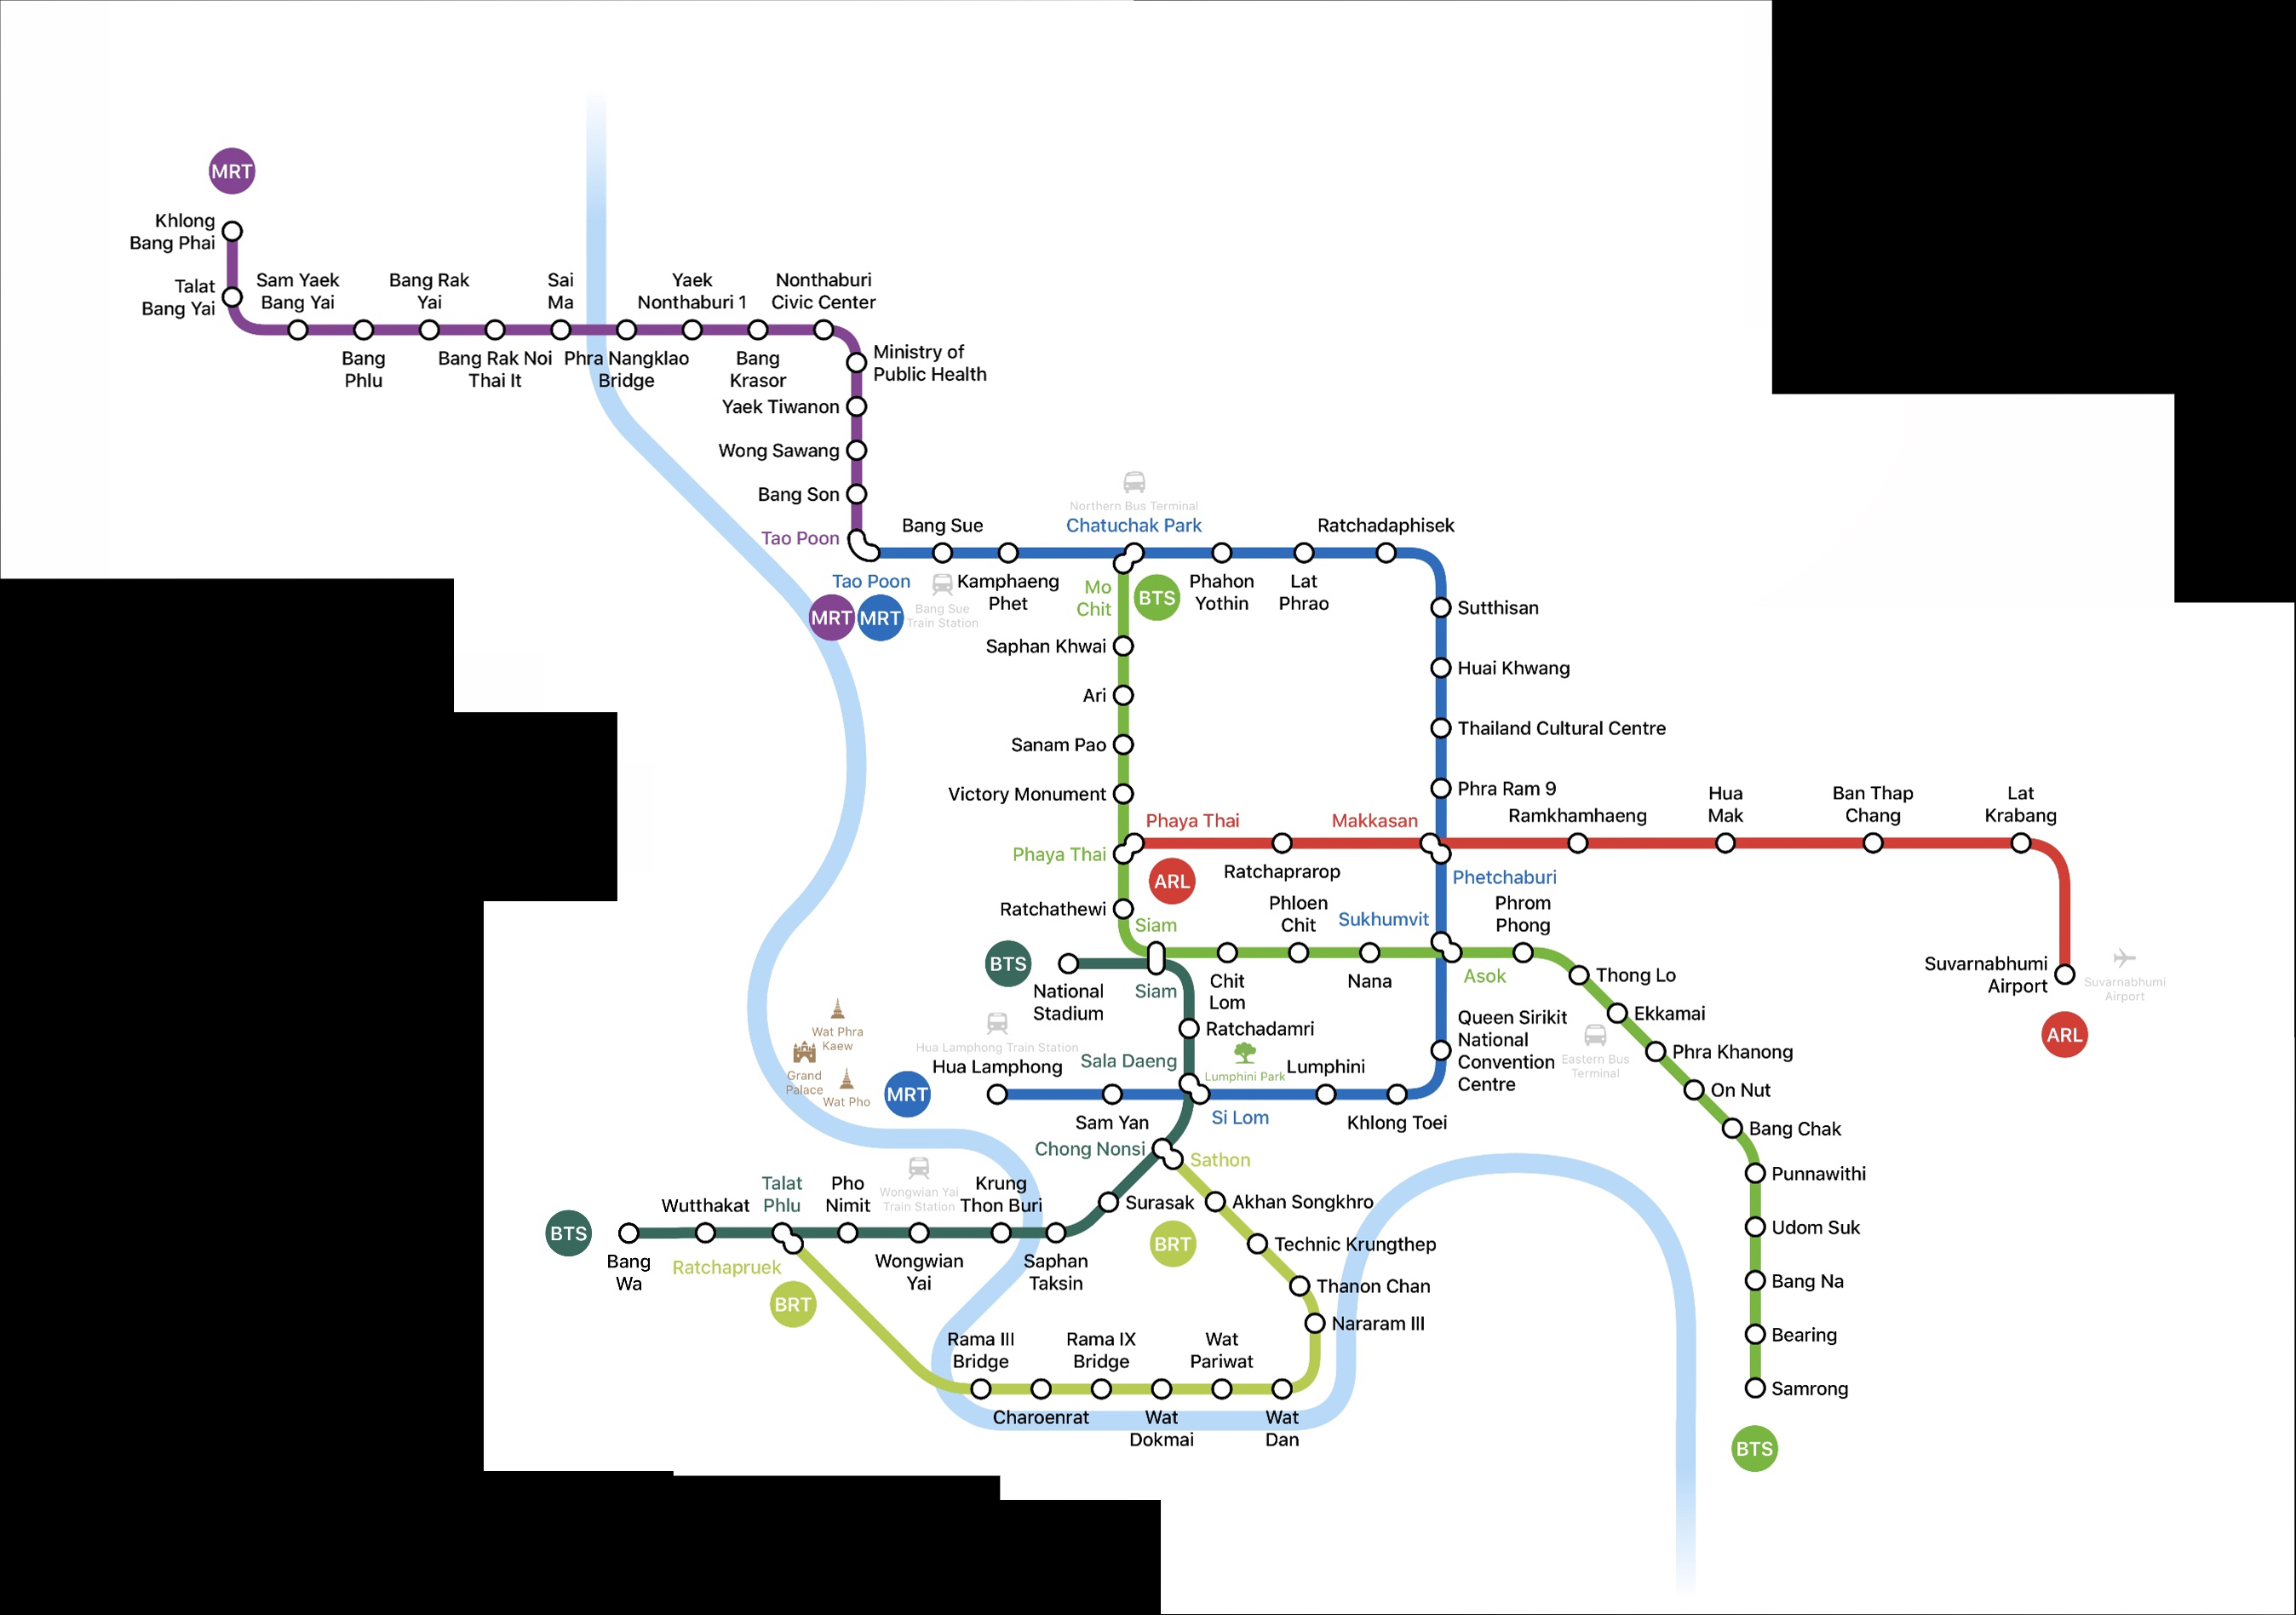 MRT
Khlong
Bang Phai
Talat
Bang Yai
Sam Yaek
Bang Yai
Bang
Phlu
Bang Rak
Yai
Bang Rak Noi
Thai It
Sai
Ma
Phra Nangklao
Bridge
Yaek
Nonthaburi 1
Bang
Krasor
Nonthaburi
Civic Center
Ministry of
Public Health
Yaek Tiwanon
Wong Sawang
Bang Son
Tao Poon
Tao Poon
MRT
MRT
Bang Sue
Bang Sue
Train Station
Kamphaeng
Phet
Northern Bus Terminal
Chatuchak Park
Mo
Chit
BTS
Phahon
Yothin
Lat
Phrao
Ratchadaphisek
Sutthisan
Huai Khwang
Thailand Cultural Centre
Phra Ram 9
Saphan Khwai
Ari
Sanam Pao
Victory Monument
Phaya Thai
Phaya Thai
ARL
Ratchaprarop
Makkasan
Phetchaburi
Ramkhamhaeng
Hua
Mak
Ban Thap
Chang
Lat
Krabang
Suvarnabhumi
Airport
Suvarnabhumi
Airport
ARL
Ratchathewi
Siam
BTS
National
Stadium
Siam
Chit
Lom
Phloen
Chit
Nana
Sukhumvit
Asok
Phrom
Phong
Thong Lo
Ekkamai
Eastern Bus
Terminal
Phra Khanong
On Nut
Bang Chak
Punnawithi
Udom Suk
Bang Na
Bearing
Samrong
BTS
Queen Sirikit
National
Convention
Centre
Ratchadamri
Sala Daeng
Lumphini Park
Lumphini
Hua Lamphong Train Station
Hua Lamphong
MRT
Sam Yan
Si Lom
Khlong Toei
Wat Phra
Kaew
Grand
Palace
Wat Pho
Chong Nonsi
Sathon
Surasak
Akhan Songkhro
BRT
Technic Krungthep
Thanon Chan
Nararam III
BTS
Bang
Wa
Wutthakat
Talat
Phlu
Ratchapruek
BRT
Pho
Nimit
Wongwian Yai
Train Station
Wongwian
Yai
Krung
Thon Buri
Saphan
Taksin
Rama III
Bridge
Charoenrat
Rama IX
Bridge
Wat
Dokmai
Wat
Pariwat
Wat
Dan